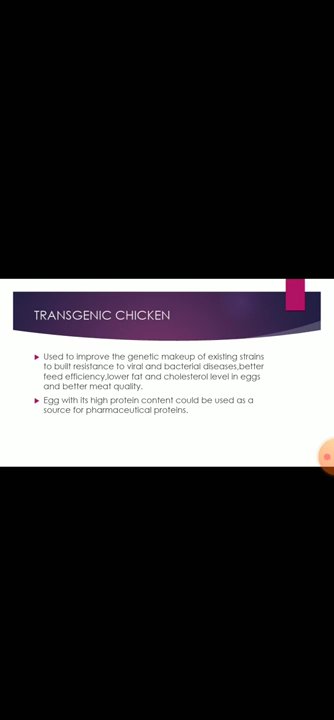 TRANSGENIC CHICKEN
Used to improve the genetic makeup of existing strains
to built resistance to viral and bacterial diseases,better
feed efficiency,lower fat and cholesterol level in eggs
and better meat quality.
Egg with its high protein content could be used as a
source for pharmaceutical proteins.